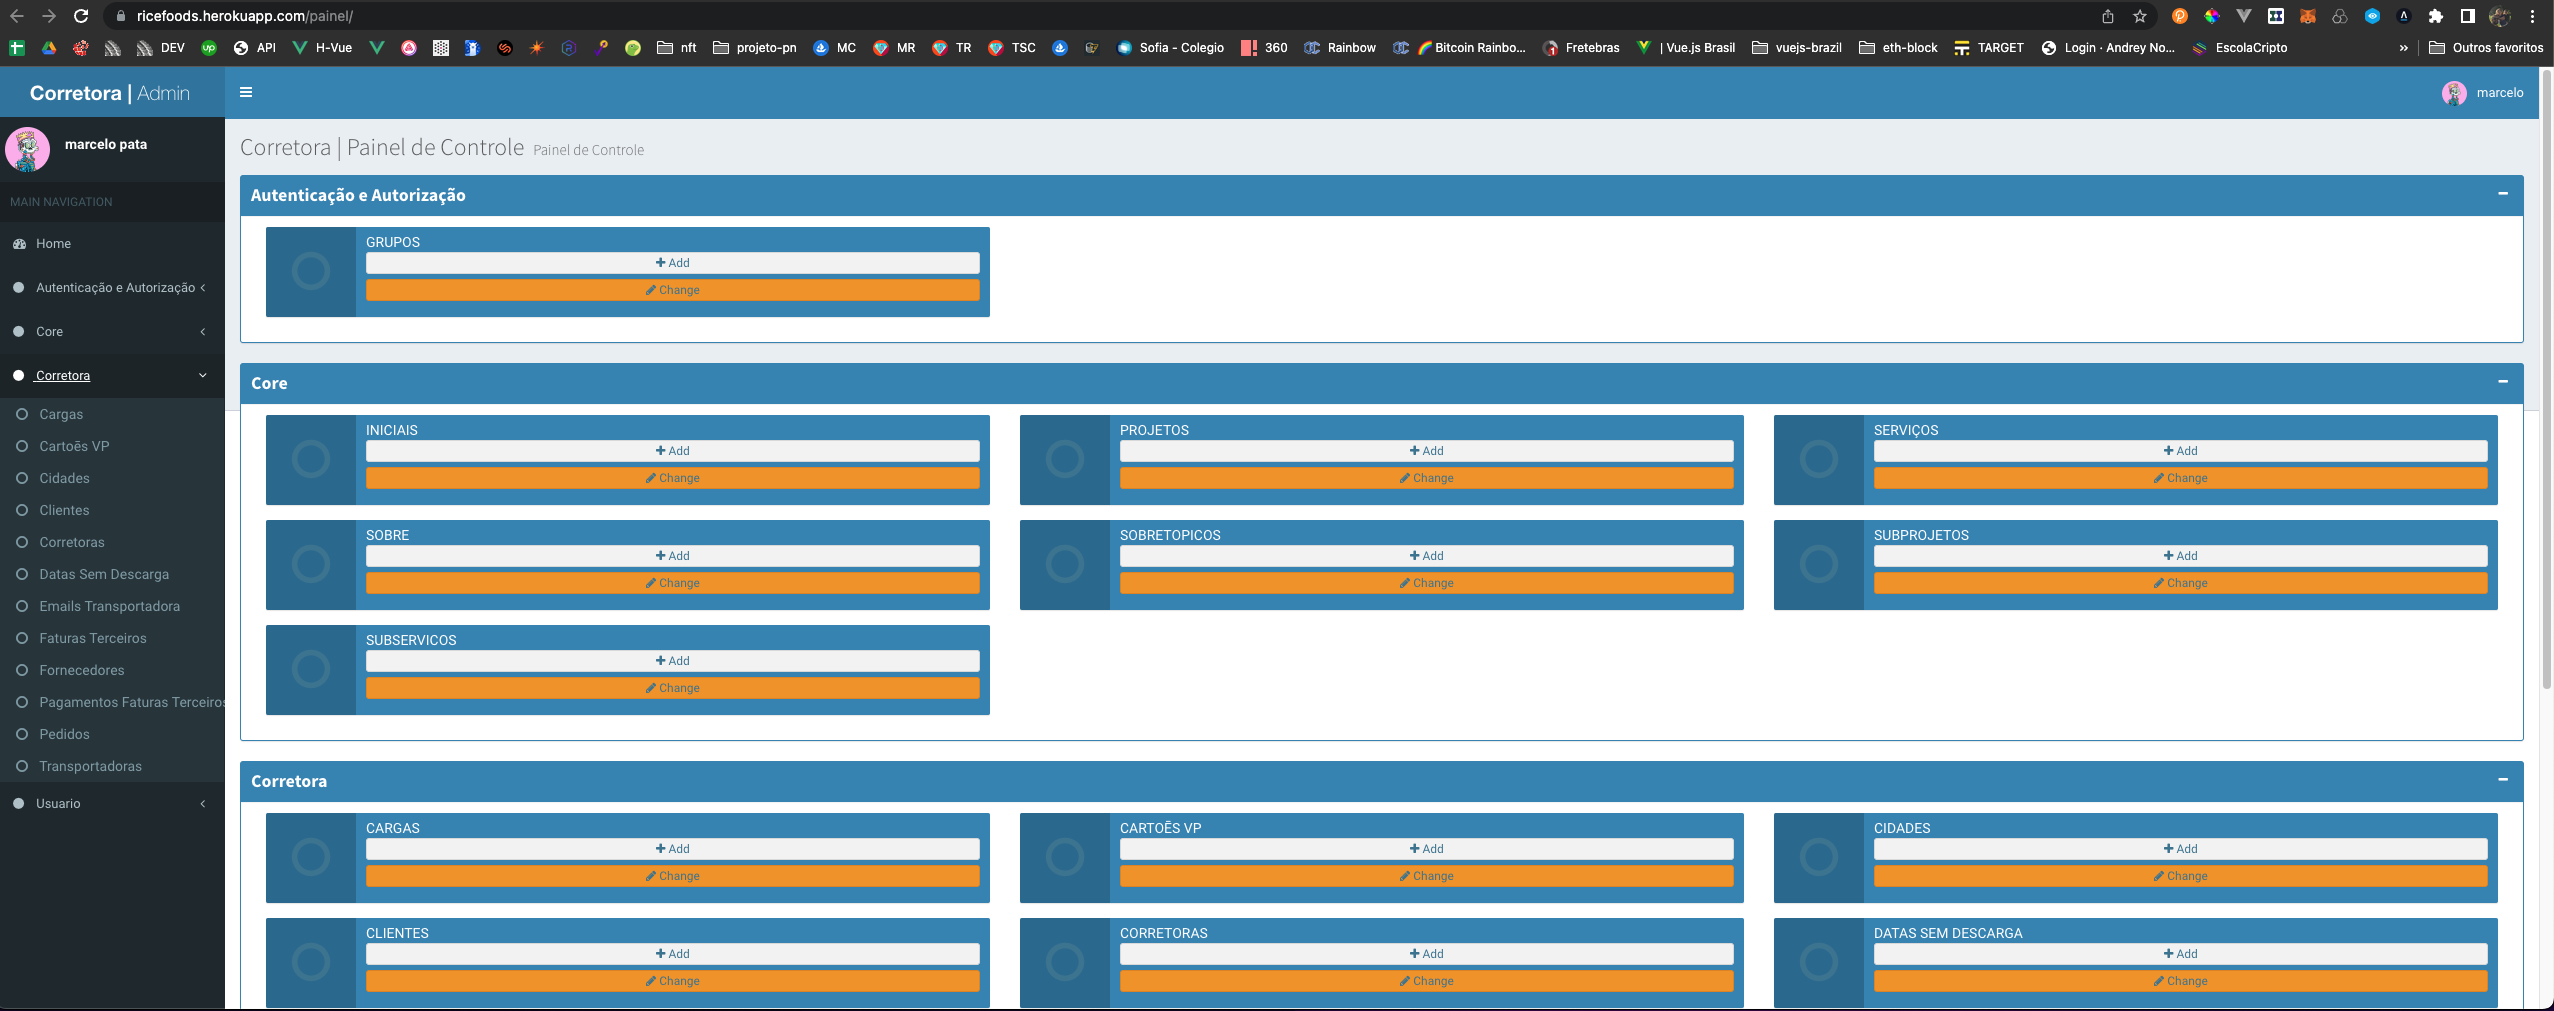 ricefoods.herokuapp.com/painel/
DEV API H-Vue nft projeto-pn MC MR TR TSC Sofia - Colegio 360 Rainbow Bitcoin Rainbo... Fretebras | Vue.js Brasil vuejs-brazil eth-block TARGET Login · Andrey No... EscolaCripto » Outros favoritos
Corretora | Admin
marcelo
marcelo pata
MAIN NAVIGATION
Home
Autenticação e Autorização
Core
Corretora
Cargas
Cartoēs VP
Cidades
Clientes
Corretoras
Datas Sem Descarga
Emails Transportadora
Faturas Terceiros
Fornecedores
Pagamentos Faturas Terceiros
Pedidos
Transportadoras
Usuario
Corretora | Painel de Controle Painel de Controle
Autenticação e Autorização
GRUPOS
Add
Change
Core
INICIAIS
Add
Change
PROJETOS
Add
Change
SERVIÇOS
Add
Change
SOBRE
Add
Change
SOBRETOPICOS
Add
Change
SUBPROJETOS
Add
Change
SUBSERVICOS
Add
Change
Corretora
CARGAS
Add
Change
CARTOĒS VP
Add
Change
CIDADES
Add
Change
CLIENTES
Add
Change
CORRETORAS
Add
Change
DATAS SEM DESCARGA
Add
Change